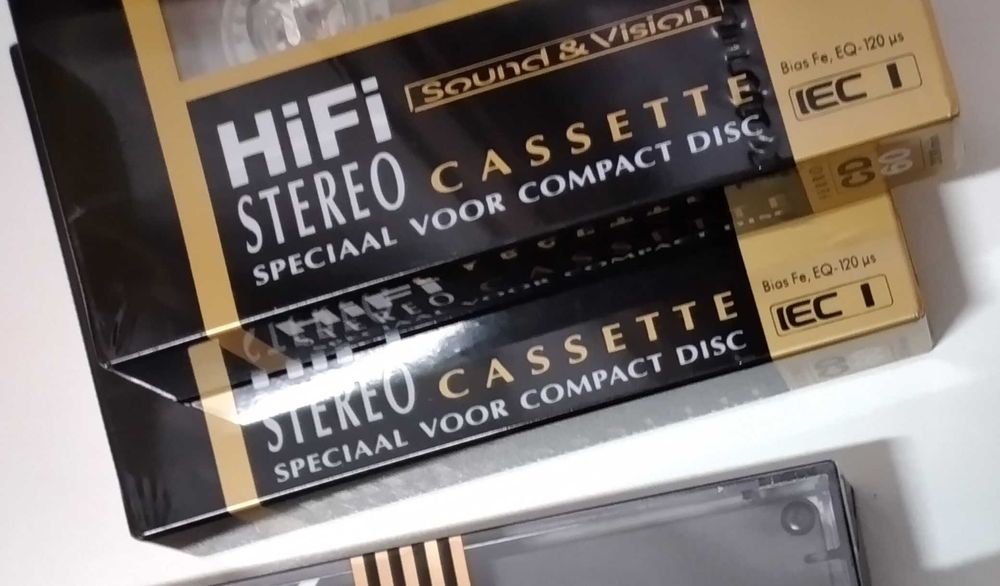 Sound & Vision
HiFi
STEREO CASSETTE
SPECIAAL VOOR COMPACT DISC
Bias Fe, EQ-120 µs
IEC I
CD
STEREO CASSETTE
SPECIAAL VOOR COMPACT DISC
Bias Fe, EQ-120 µs
IEC I